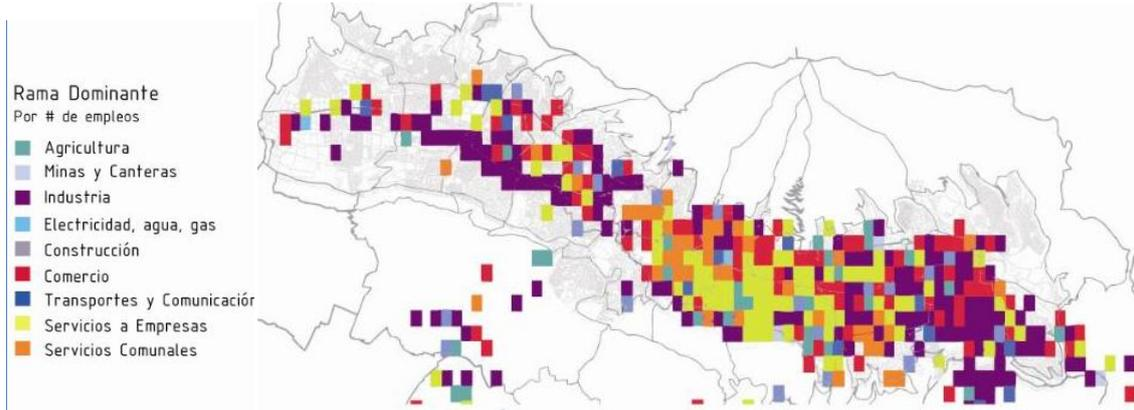 Rama Dominante
Por # de empleos
Agricultura
Minas y Canteras
Industria
Electricidad, agua, gas
Construcción
Comercio
Transportes y Comunicación
Servicios a Empresas
Servicios Comunales